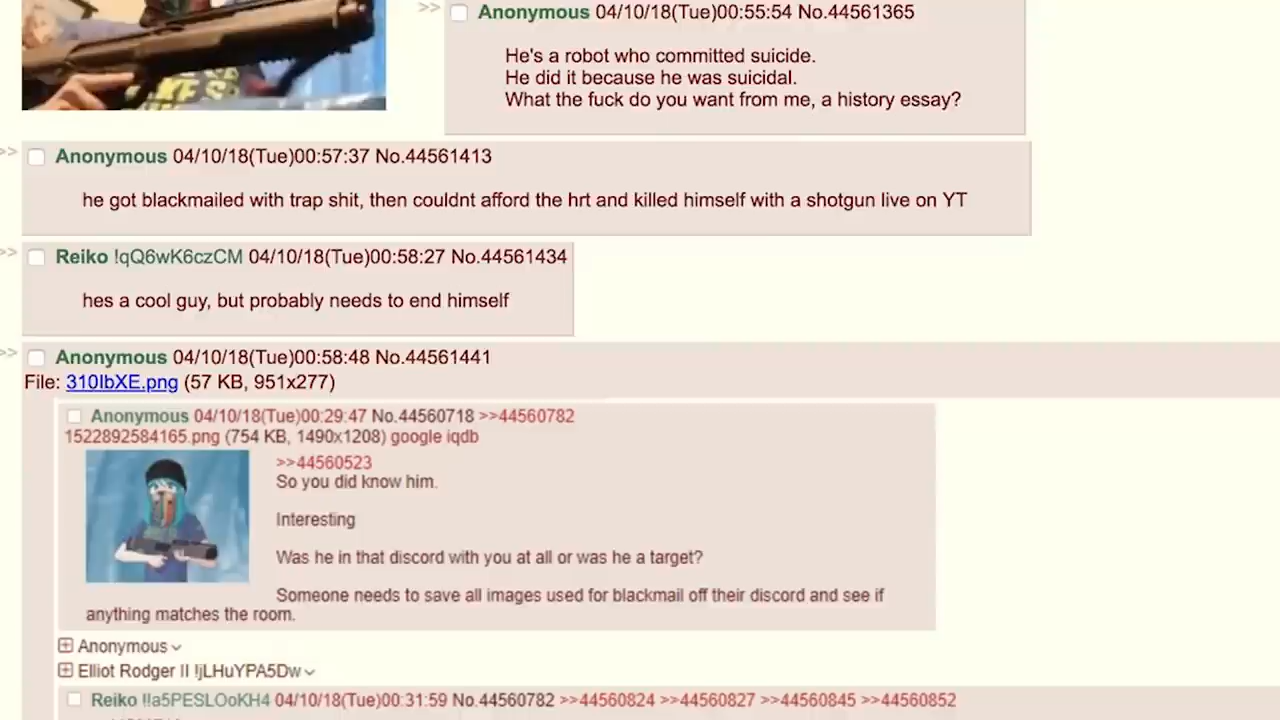 >> Anonymous 04/10/18(Tue)00:55:54 No.44561365
He's a robot who committed suicide.
He did it because he was suicidal.
What the fuck do you want from me, a history essay?
>> Anonymous 04/10/18(Tue)00:57:37 No.44561413
he got blackmailed with trap shit, then couldnt afford the hrt and killed himself with a shotgun live on YT
>> Reiko !qQ6wK6czCM 04/10/18(Tue)00:58:27 No.44561434
hes a cool guy, but probably needs to end himself
>> Anonymous 04/10/18(Tue)00:58:48 No.44561441
File: 310IbXE.png (57 KB, 951x277)
Anonymous 04/10/18(Tue)00:29:47 No.44560718 >>44560782
1522892584165.png (754 KB, 1490x1208) google iqdb
>>44560523
So you did know him.
Interesting
Was he in that discord with you at all or was he a target?
Someone needs to save all images used for blackmail off their discord and see if
anything matches the room.
Anonymous
Elliot Rodger II !jLHuYPA5Dw
Reiko !!a5PESLOoKH4 04/10/18(Tue)00:31:59 No.44560782 >>44560824 >>44560827 >>44560845 >>44560852